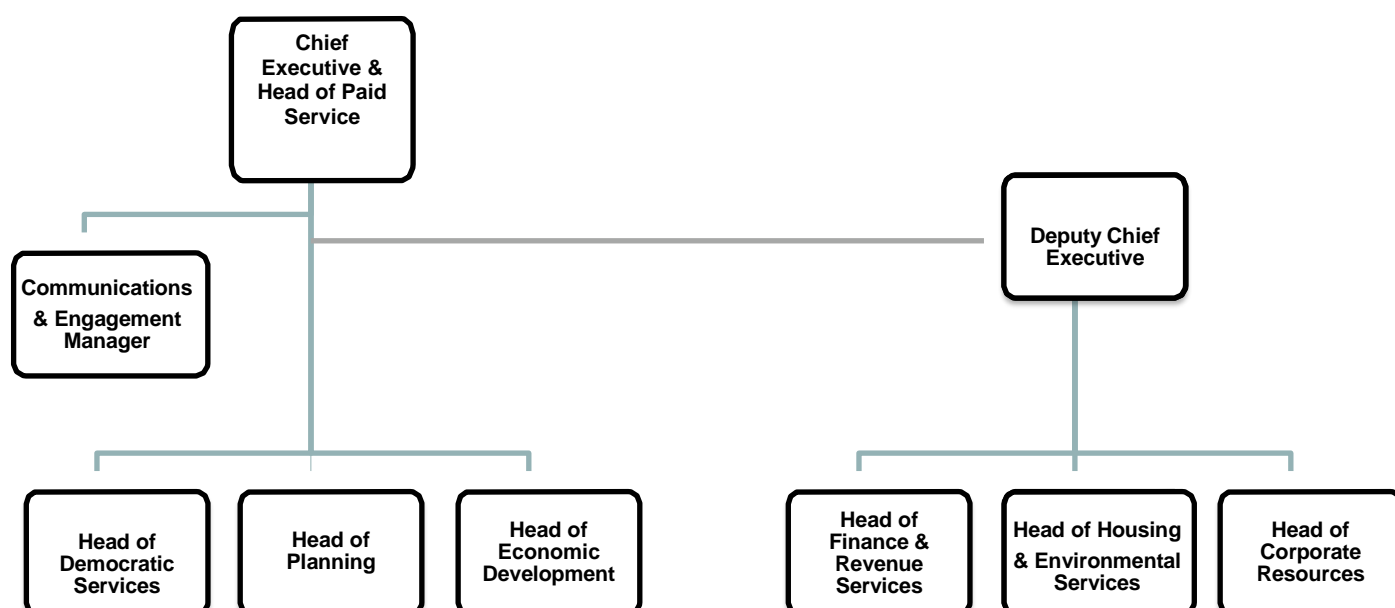 Chief
Executive &
Head of Paid
Service
Deputy Chief
Executive
Communications
& Engagement
Manager
Head of
Democratic
Services
Head of
Planning
Head of
Economic
Development
Head of
Finance &
Revenue
Services
Head of Housing
& Environmental
Services
Head of
Corporate
Resources